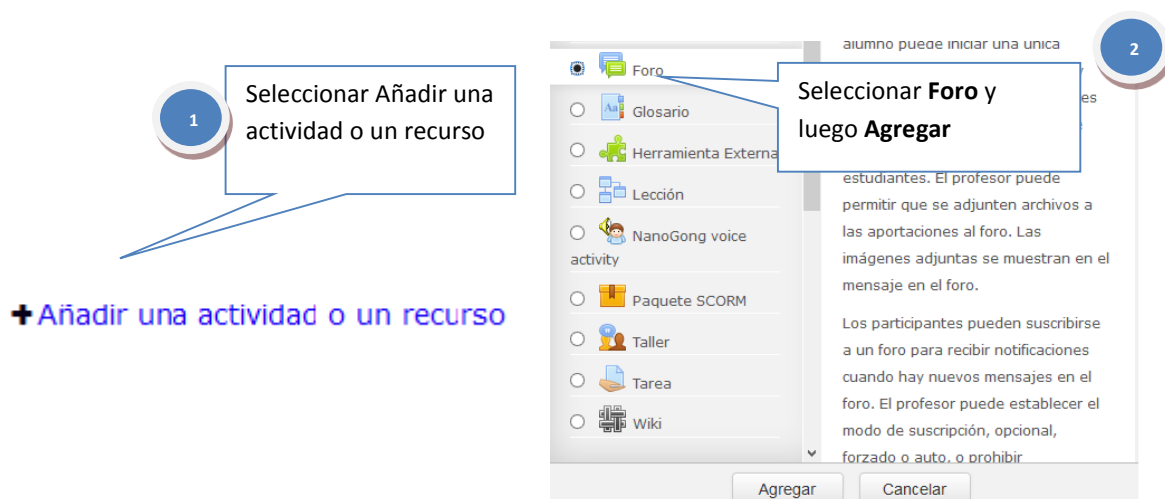 1
Seleccionar Añadir una
actividad o un recurso
+Añadir una actividad o un recurso
2
Seleccionar Foro y
luego Agregar
Foro
Glosario
Herramienta Externa
Lección
NanoGong voice
activity
Paquete SCORM
Taller
Tarea
Wiki
alumno puede iniciar una única
y
es
estudiantes. El profesor puede
permitir que se adjunten archivos a
las aportaciones al foro. Las
imágenes adjuntas se muestran en el
mensaje en el foro.
Los participantes pueden suscribirse
a un foro para recibir notificaciones
cuando hay nuevos mensajes en el
foro. El profesor puede establecer el
modo de suscripción, opcional,
forzado o auto, o prohibir
Agregar
Cancelar